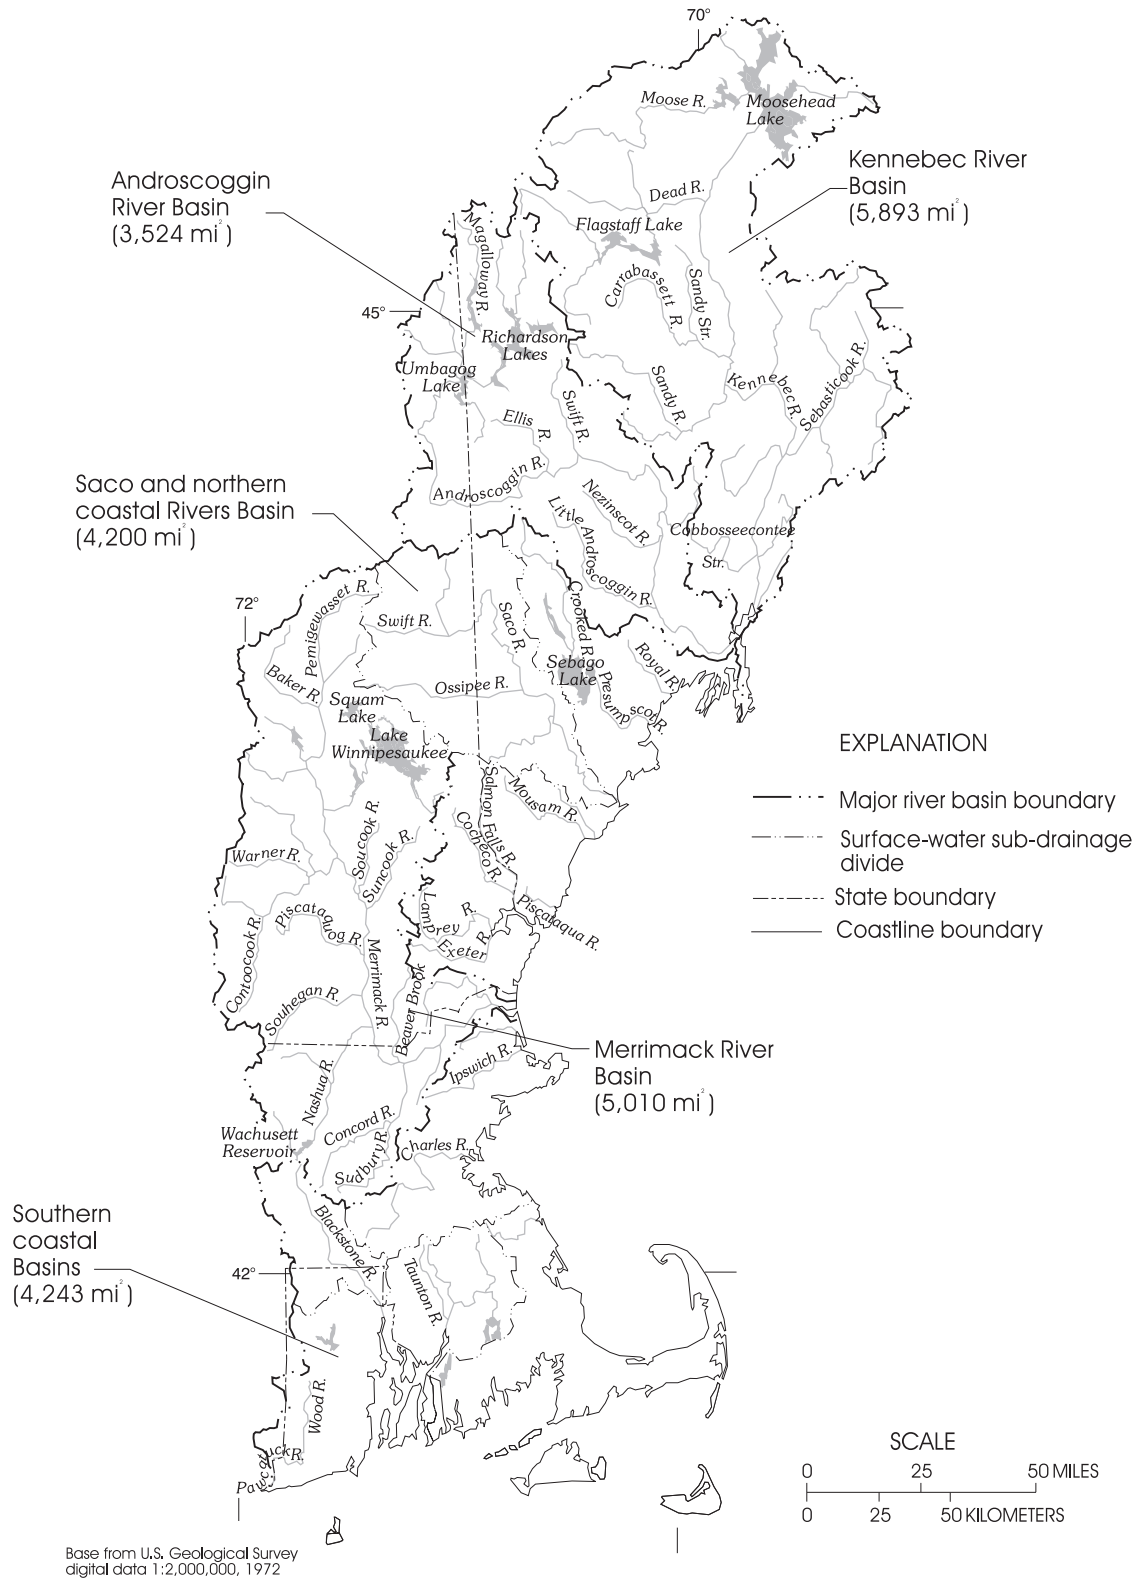 70°
Moose R.
Moosehead
Lake
Kennebec River
Basin
(5,893 mi²)
Androscoggin
River Basin
(3,524 mi²)
Dead R.
Magalloway R.
Flagstaff Lake
Carrabassett R.
Sandy Str.
45°
Richardson
Lakes
Umbagog
Lake
Kennebec R.
Sebasticook R.
Sandy R.
Swift R.
Ellis R.
Androscoggin R.
Saco and northern
coastal Rivers Basin
(4,200 mi²)
Nezinscot R.
Little Androscoggin R.
Cobbosseecontee
Str.
72°
Pemigewasset R.
Swift R.
Saco R.
Crooked R.
Sebago
Lake
Royal R.
Presumpscot R.
Baker R.
Ossipee R.
Squam
Lake
Lake
Winnipesaukee
EXPLANATION
Major river basin boundary
Surface-water sub-drainage
divide
State boundary
Coastline boundary
Salmon Falls R.
Mousam R.
Cocheco R.
Soucook R.
Suncook R.
Warner R.
Piscataquog R.
Contoocook R.
Merrimack R.
Lamprey R.
Exeter R.
Piscataqua R.
Beaver Brook
Souhegan R.
Merrimack River
Basin
(5,010 mi²)
Ipswich R.
Nashua R.
Concord R.
Wachusett
Reservoir
Sudbury R.
Charles R.
Southern
coastal
Basins
(4,243 mi²)
Blackstone R.
42°
Taunton R.
Wood R.
Pawcatuck R.
SCALE
0 25 50 MILES
0 25 50 KILOMETERS
Base from U.S. Geological Survey
digital data 1:2,000,000, 1972